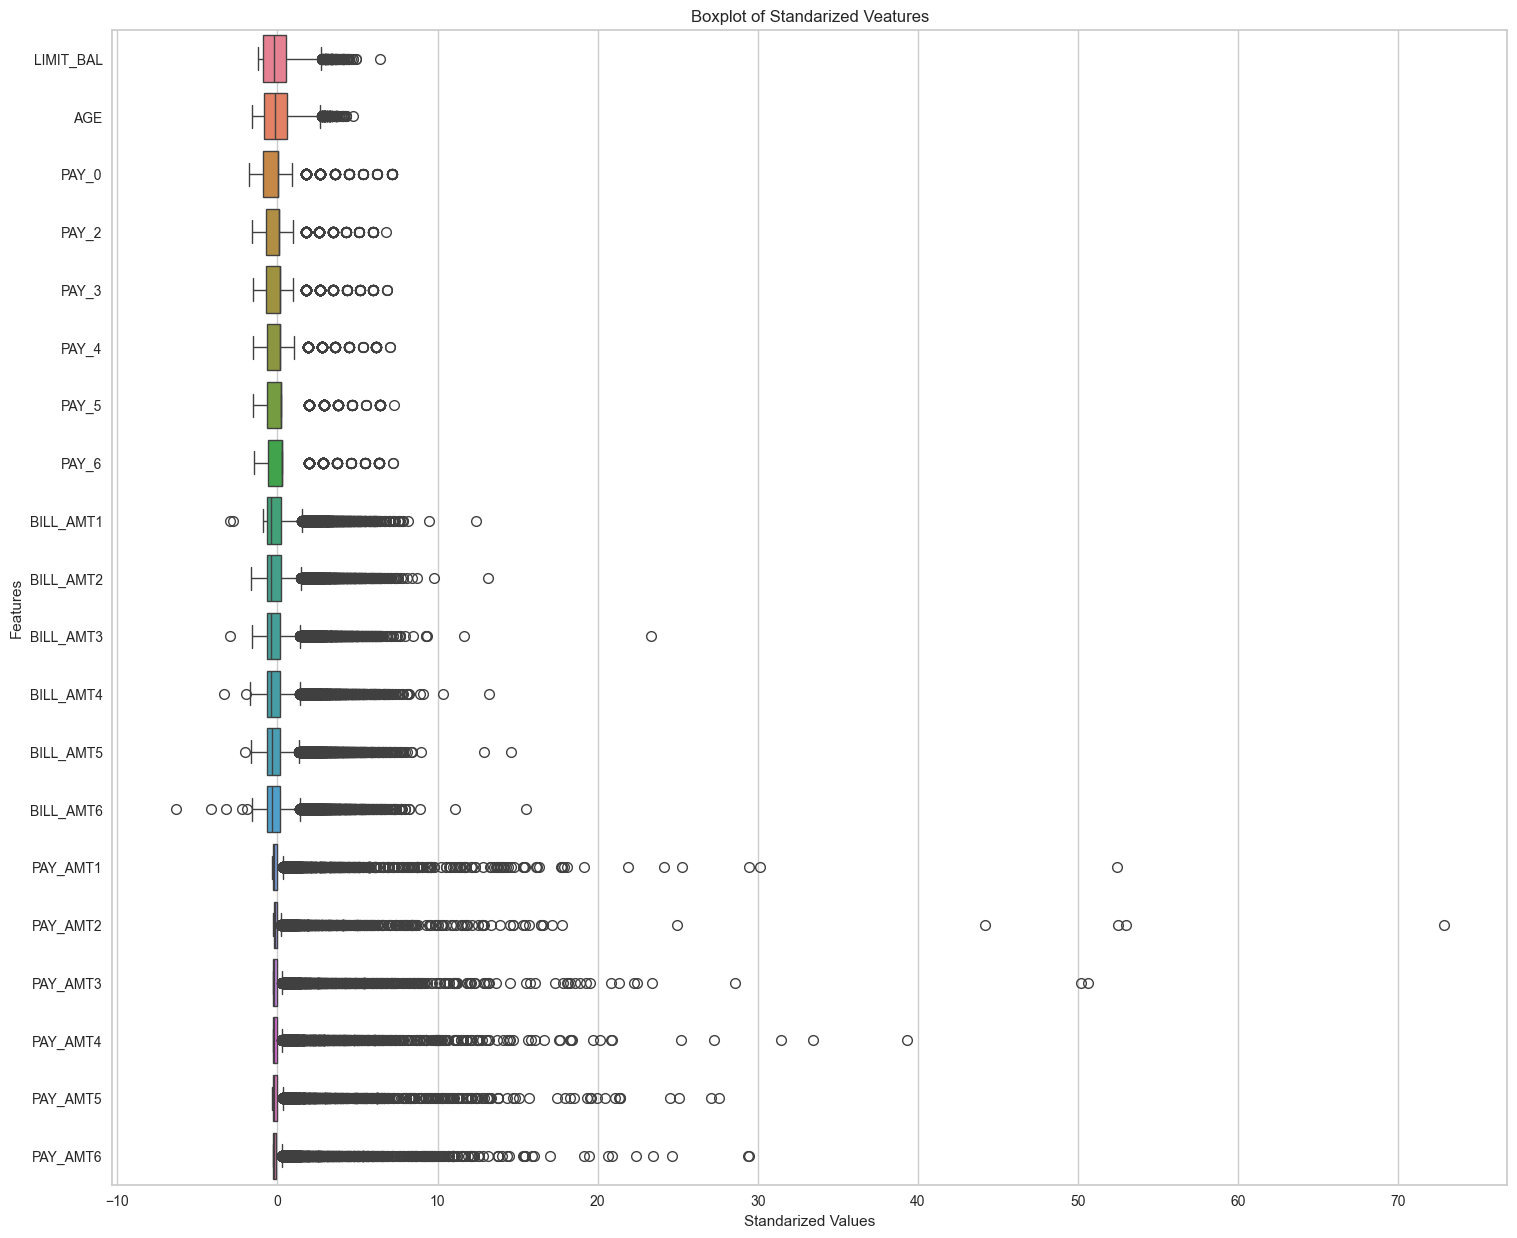 Boxplot of Standarized Veatures
LIMIT_BAL
AGE
PAY_0
PAY_2
PAY_3
PAY_4
PAY_5
PAY_6
BILL_AMT1
BILL_AMT2
BILL_AMT3
BILL_AMT4
BILL_AMT5
BILL_AMT6
PAY_AMT1
PAY_AMT2
PAY_AMT3
PAY_AMT4
PAY_AMT5
PAY_AMT6
Features
−10 0 10 20 30 40 50 60 70
Standarized Values